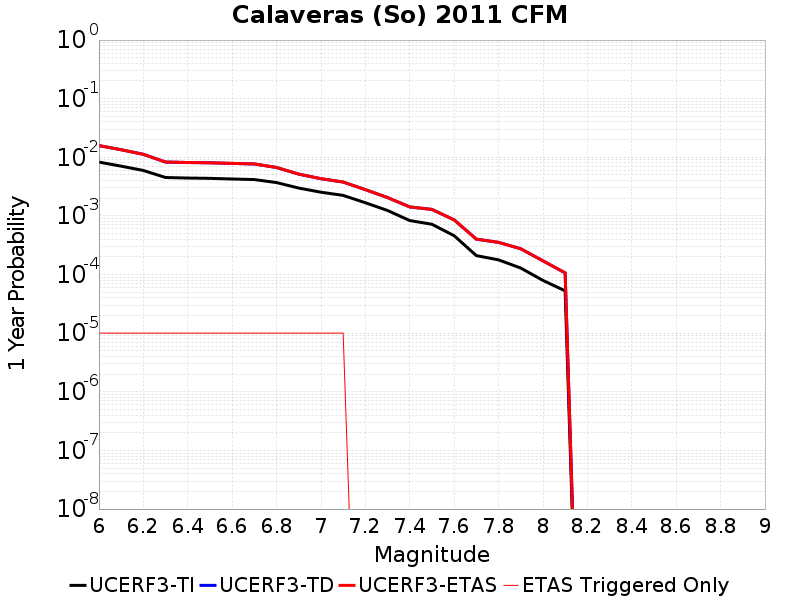 Calaveras (So) 2011 CFM
1 Year Probability
10^0
10^-1
10^-2
10^-3
10^-4
10^-5
10^-6
10^-7
10^-8
6 6.2 6.4 6.6 6.8 7 7.2 7.4 7.6 7.8 8 8.2 8.4 8.6 8.8 9
Magnitude
UCERF3-TI UCERF3-TD UCERF3-ETAS ETAS Triggered Only